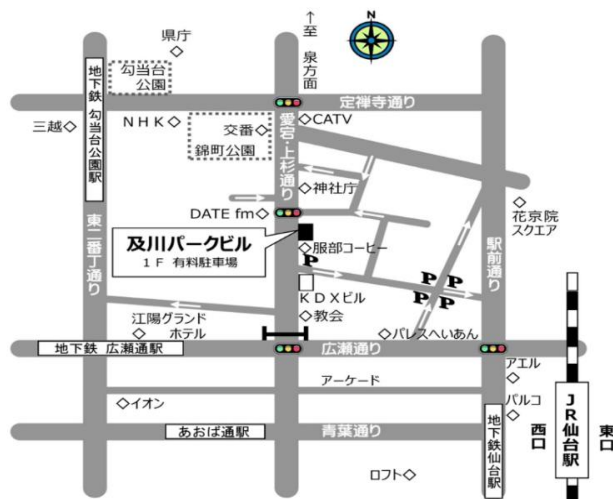 ↑至 泉方面
N
県庁
勾当台
公園
地下鉄 勾当台公園駅
定禅寺通り
三越
NHK
交番
錦町公園
CATV
愛宕・上杉通り
神社庁
DATE fm
花京院
スクエア
及川パークビル
1F 有料駐車場
服部コーヒー
東二番丁通り
駅前通り
P
P P
P P
KDXビル
教会
江陽グランド
ホテル
パレスへいあん
地下鉄 広瀬通駅
広瀬通り
アエル
アーケード
パルコ
イオン
あおば通駅
青葉通り
地下鉄仙台駅
西口
JR仙台駅
東口
ロフト